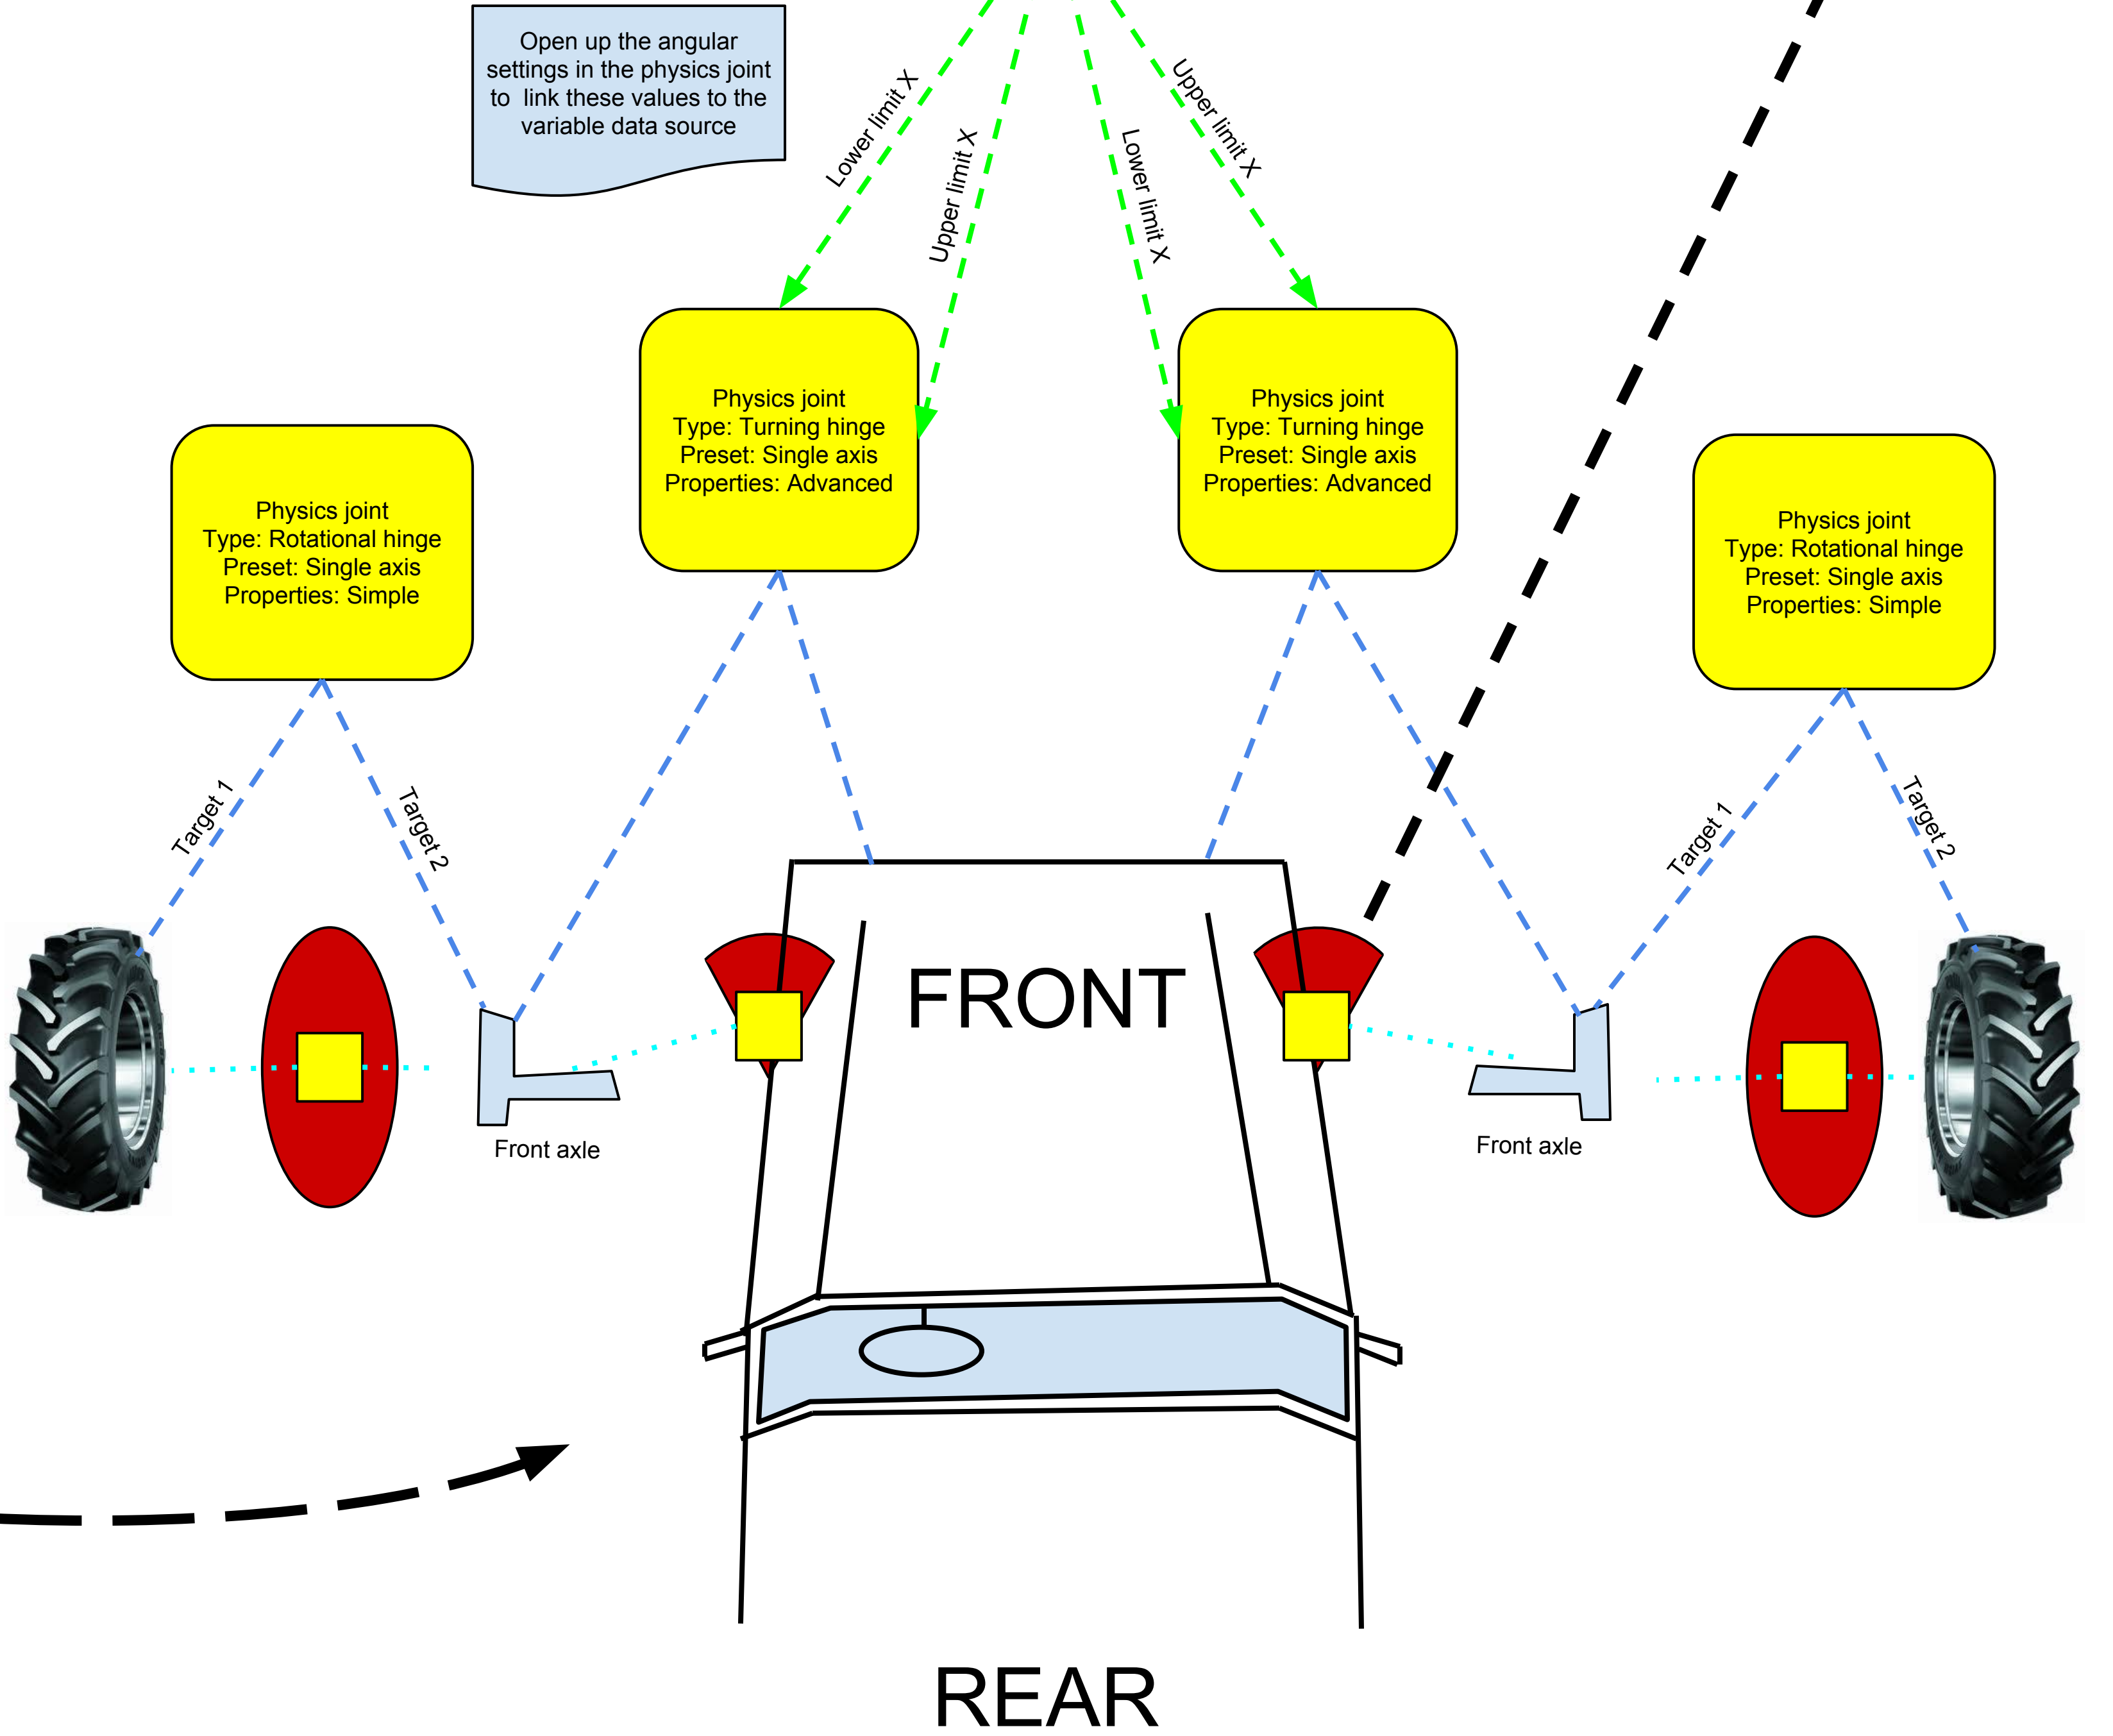 Open up the angular
settings in the physics joint
to link these values to the
variable data source
Lower limit X
Upper limit X
Lower limit X
Upper limit X
Physics joint
Type: Rotational hinge
Preset: Single axis
Properties: Simple
Physics joint
Type: Turning hinge
Preset: Single axis
Properties: Advanced
Physics joint
Type: Turning hinge
Preset: Single axis
Properties: Advanced
Physics joint
Type: Rotational hinge
Preset: Single axis
Properties: Simple
Target 1
Target 2
Target 1
Target 2
FRONT
Front axle
Front axle
REAR